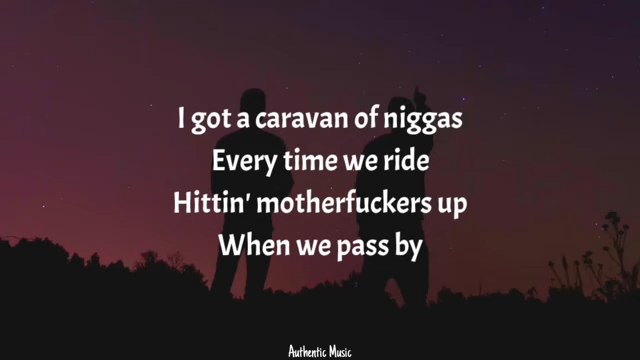 I got a caravan of niggas
Every time we ride
Hittin' motherfuckers up
When we pass by
Authentic Music